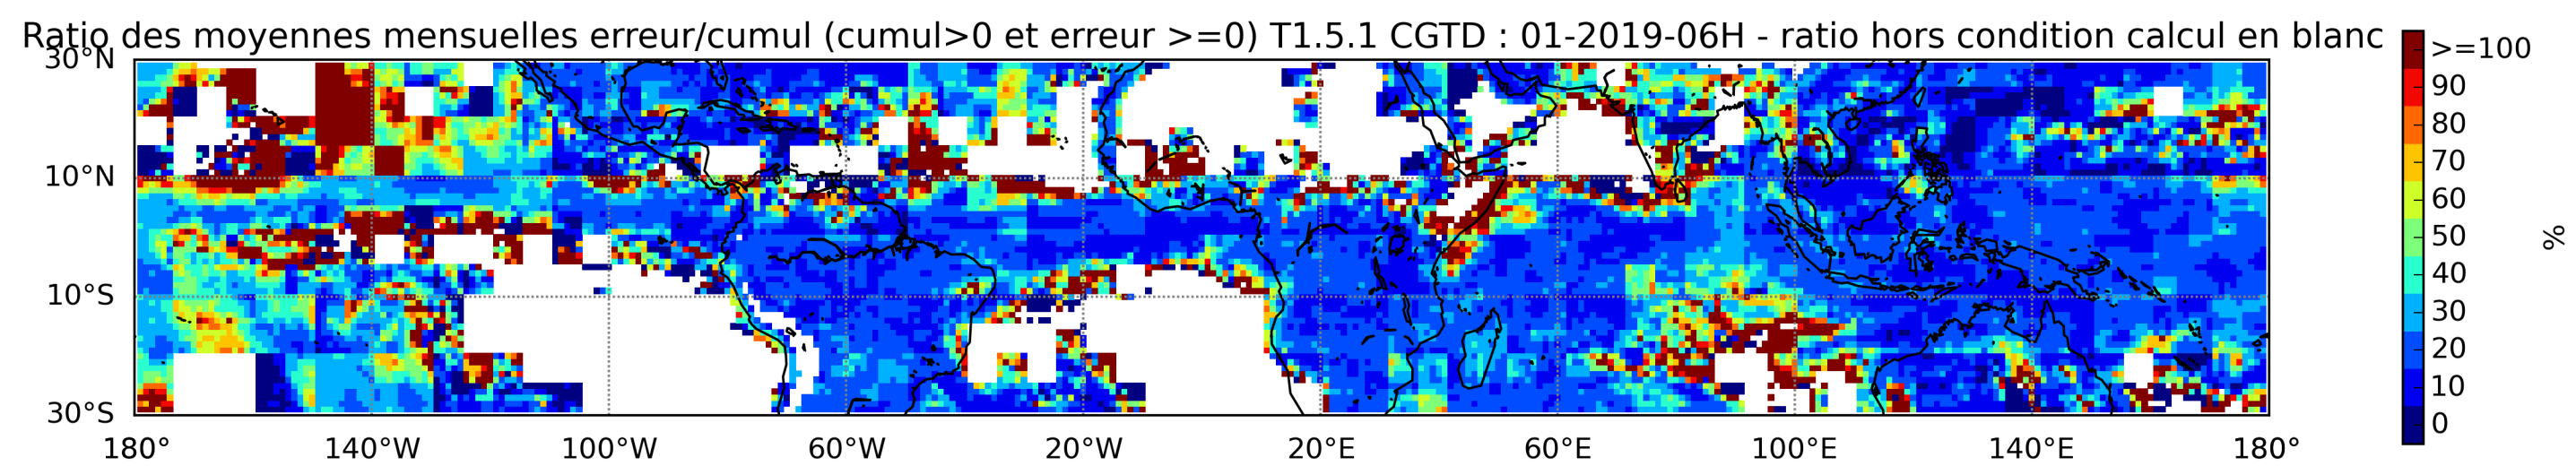 Ratio des moyennes mensuelles erreur/cumul (cumul>0 et erreur >=0) T1.5.1 CGTD : 01-2019-06H - ratio hors condition calcul en blanc
30°N
10°N
10°S
30°S
180° 140°W 100°W 60°W 20°W 20°E 60°E 100°E 140°E 180°
>=100
90
80
70
60
50
40
30
20
10
0
%